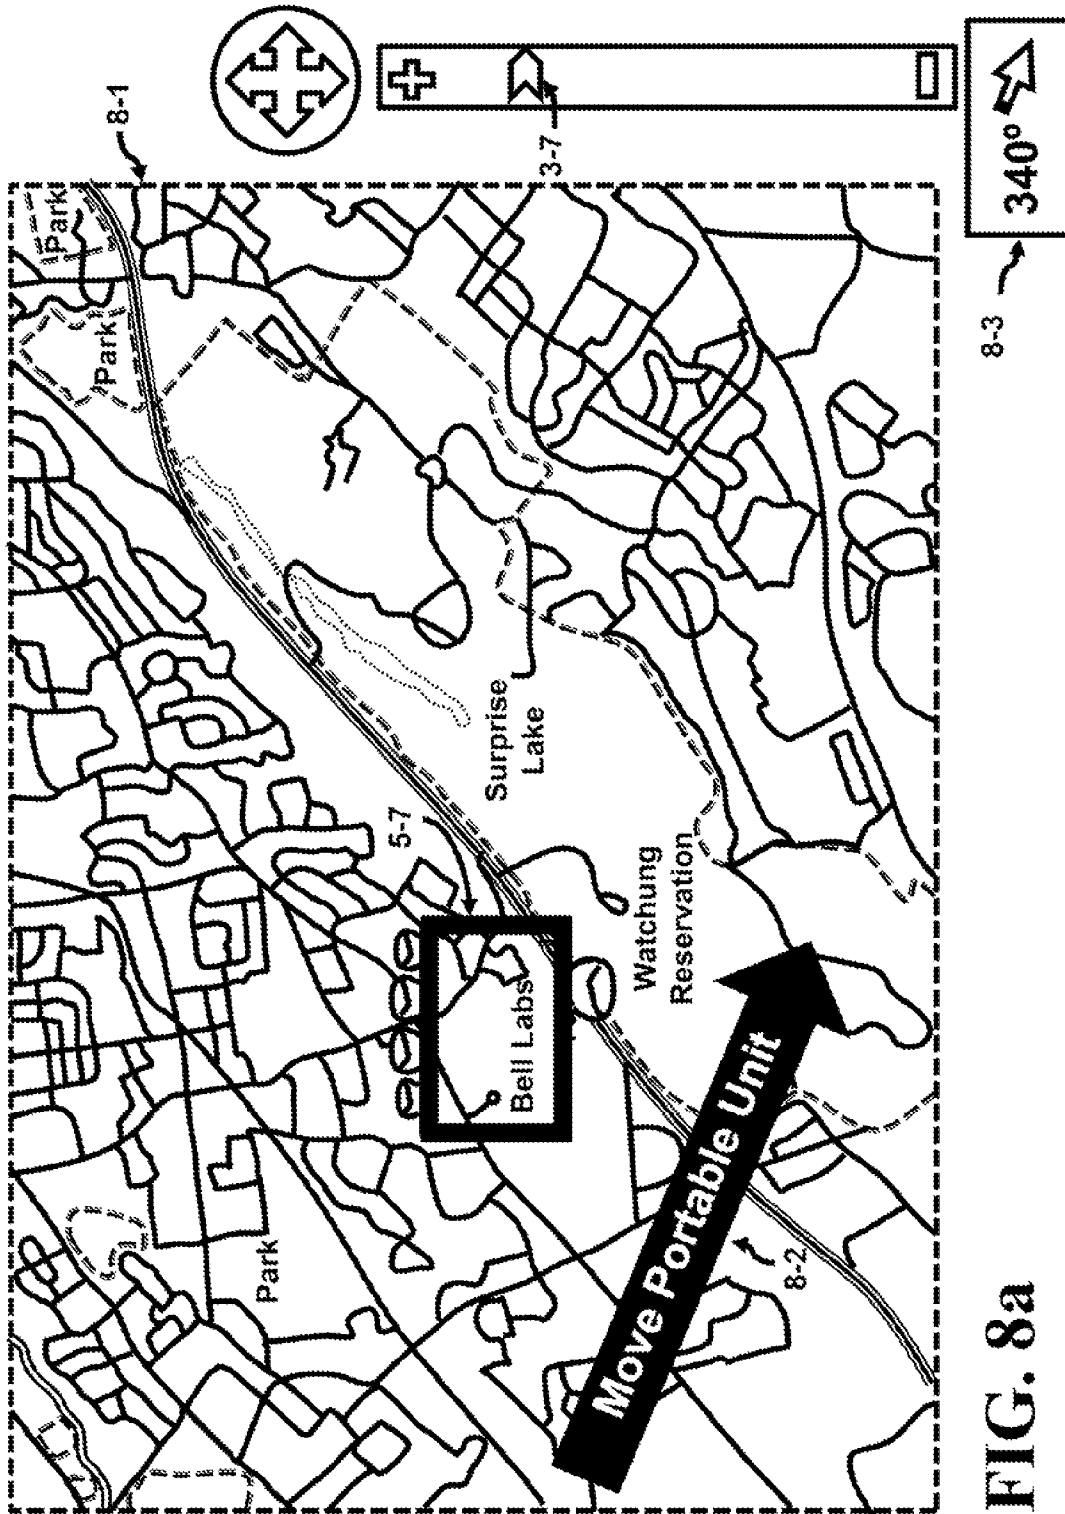 8-1
Park
Park
3-7
340°
8-3
5-7
Surprise
Lake
Watchung
Reservation
Bell Labs
Park
Move Portable Unit
8-2
FIG. 8a